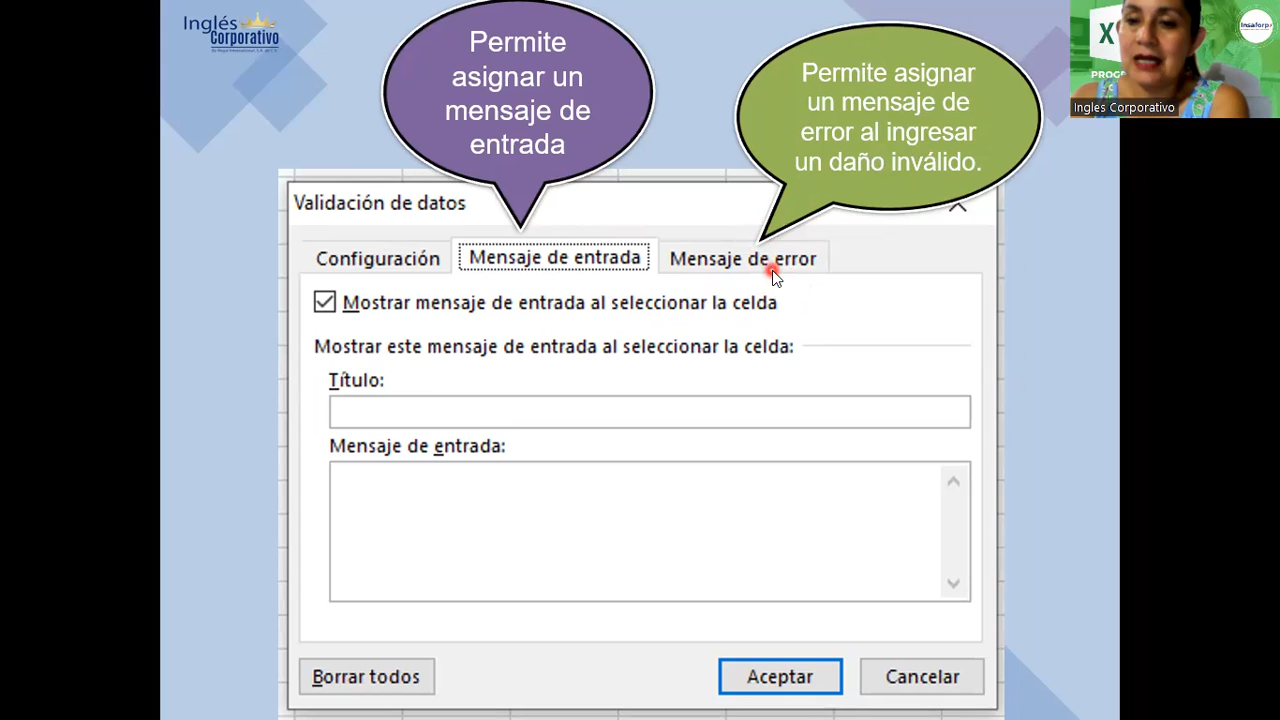 Inglés
Corporativo
Permite
asignar un
mensaje de
entrada
Permite asignar
un mensaje de
error al ingresar
un daño inválido.
X
PROG
Insaforp
Ingles Corporativo
Validación de datos
Configuración
Mensaje de entrada
Mensaje de error
Mostrar mensaje de entrada al seleccionar la celda
Mostrar este mensaje de entrada al seleccionar la celda:
Título:
Mensaje de entrada:
Borrar todos
Aceptar
Cancelar